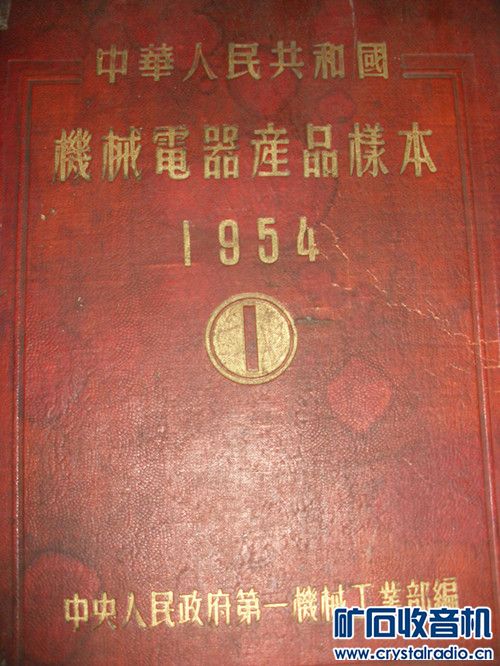 中華人民共和國
機械電器產品樣本
1954
1
中央人民政府第一機械工業部編
矿石收音机
www.crystalradio.cn